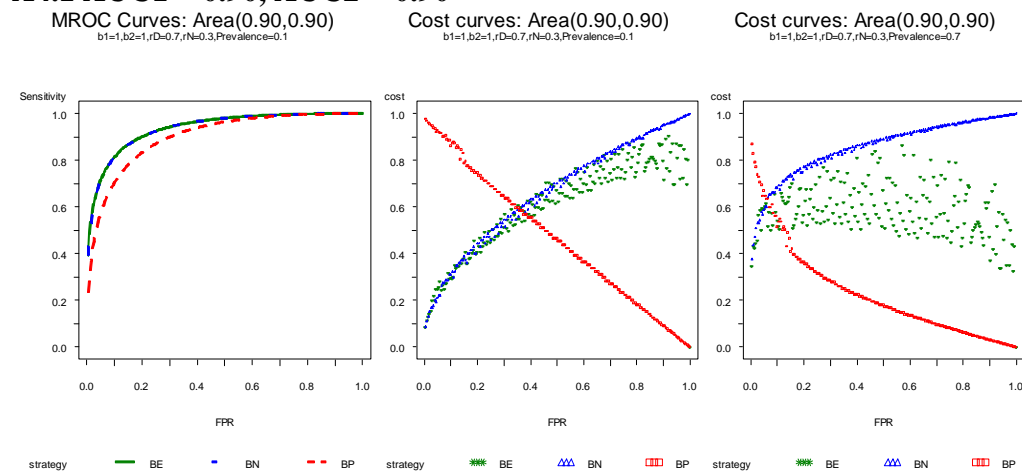 MROC Curves: Area(0.90,0.90)
b1=1,b2=1,rD=0.7,rN=0.3,Prevalence=0.1
Sensitivity
1.0
0.8
0.6
0.4
0.2
0.0
0.0 0.2 0.4 0.6 0.8 1.0
FPR
strategy BE BN BP
Cost curves: Area(0.90,0.90)
b1=1,b2=1,rD=0.7,rN=0.3,Prevalence=0.1
cost
1.0
0.8
0.6
0.4
0.2
0.0
0.0 0.2 0.4 0.6 0.8 1.0
FPR
strategy BE BN BP
Cost curves: Area(0.90,0.90)
b1=1,b2=1,rD=0.7,rN=0.3,Prevalence=0.7
cost
1.0
0.8
0.6
0.4
0.2
0.0
0.0 0.2 0.4 0.6 0.8 1.0
FPR
strategy BE BN BP